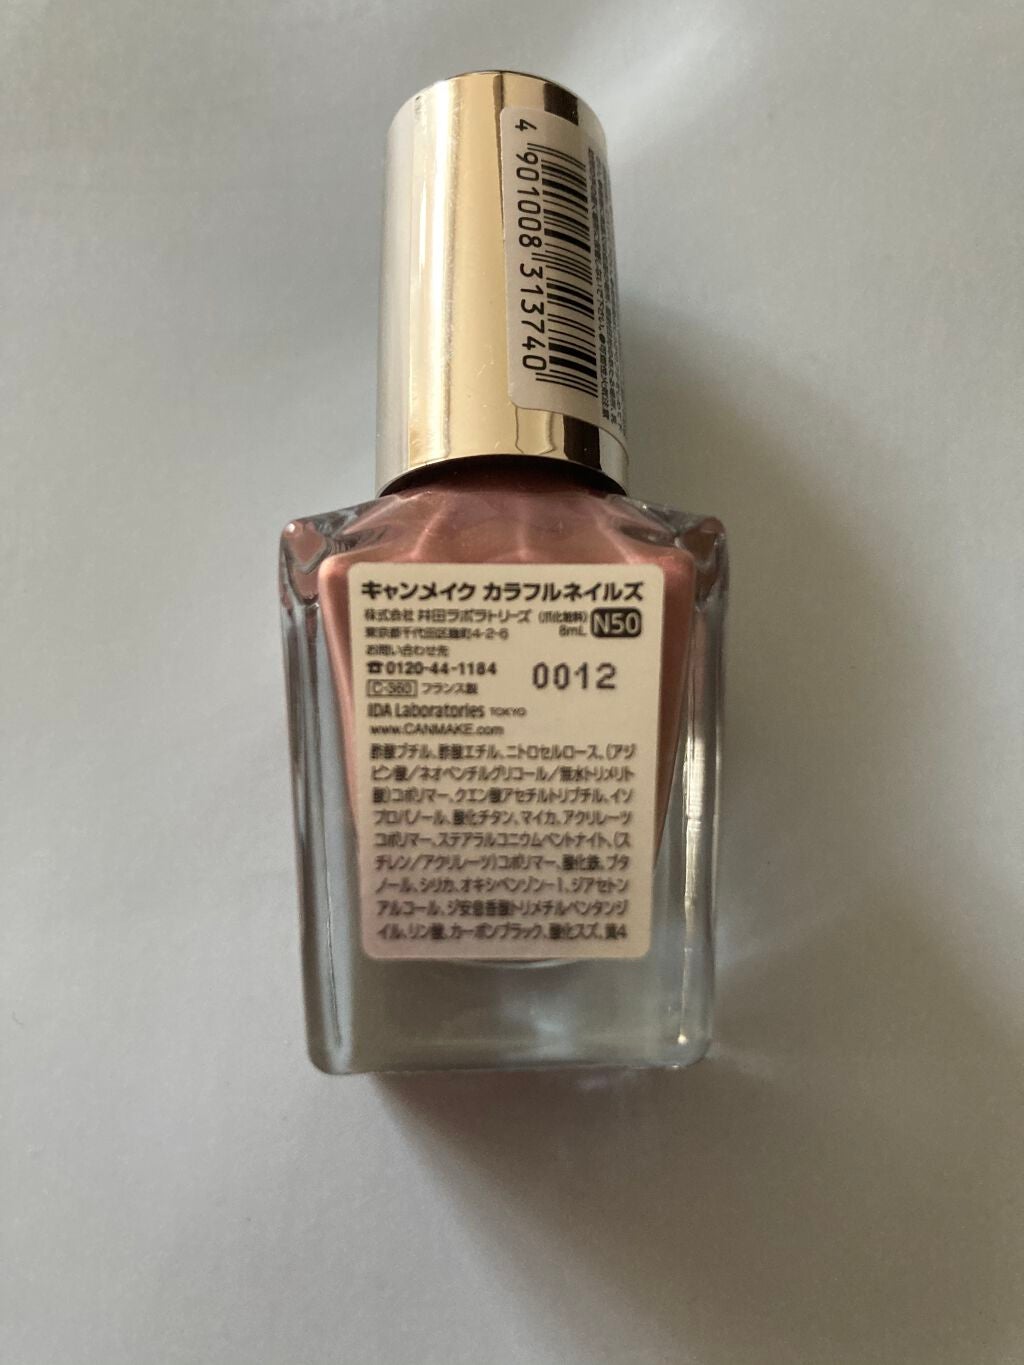 4 901008 313740
キャンメイク カラフルネイルズ
株式会社 井田ラボラトリーズ (爪化粧料)
東京都千代田区麹町4-2-6 8mL N50
お問い合わせ先
☎0120-44-1184 0012
C-360 フランス製
IDA Laboratories TOKYO
www.CANMAKE.com
酢酸ブチル、酢酸エチル、ニトロセルロース、(アジ
ピン酸/ネオペンチルグリコール/無水トリメリト
酸)コポリマー、クエン酸アセチルトリブチル、イソ
プロパノール、酸化チタン、マイカ、アクリレーツ
コポリマー、ステアラルコニウムベントナイト、(ス
チレン/アクリレーツ)コポリマー、酸化鉄、ブタ
ノール、シリカ、オキシベンゾン-1、ジアセトン
アルコール、ジ安息香酸トリメチルペンタンジ
イル、リン酸、カーボンブラック、酸化スズ、黄4